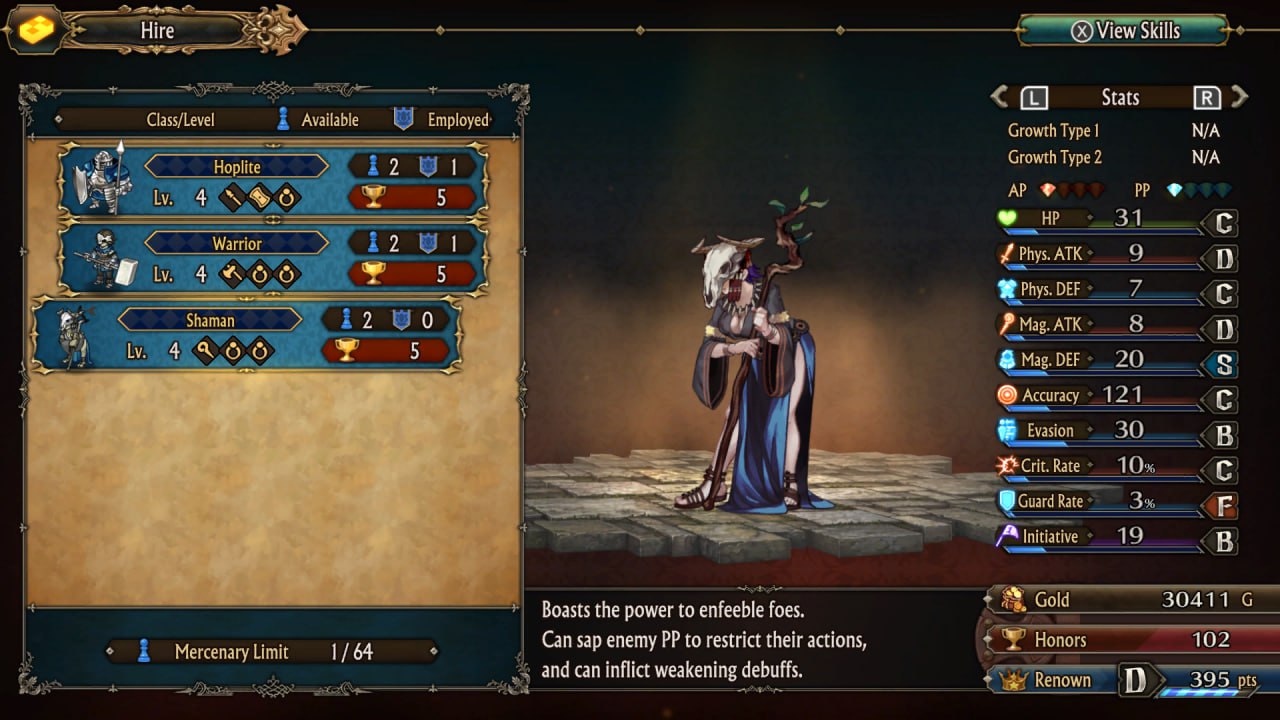 Hire
X View Skills
Class/Level Available Employed
Hoplite 2 1
Lv. 4 5
Warrior 2 1
Lv. 4 5
Shaman 2 0
Lv. 4 5
Mercenary Limit 1/64
L Stats R
Growth Type 1 N/A
Growth Type 2 N/A
AP PP
HP 31 C
Phys. ATK 9 D
Phys. DEF 7 C
Mag. ATK 8 D
Mag. DEF 20 S
Accuracy 121 C
Evasion 30 B
Crit. Rate 10% C
Guard Rate 3% F
Initiative 19 B
Boasts the power to enfeeble foes.
Can sap enemy PP to restrict their actions,
and can inflict weakening debuffs.
Gold 30411 G
Honors 102
Renown D 395 pts